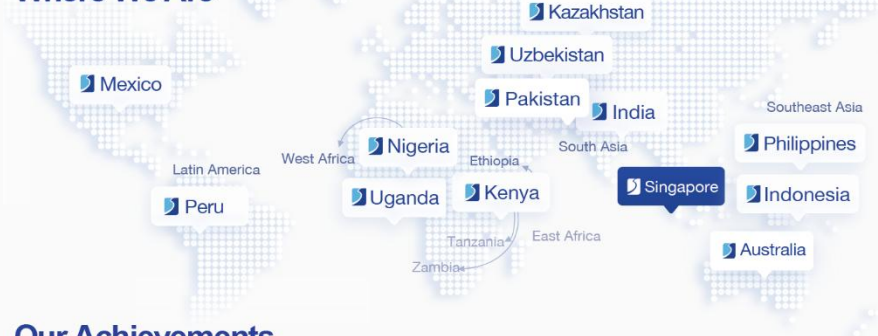 Kazakhstan
Uzbekistan
Mexico
Pakistan
India
Southeast Asia
Nigeria
South Asia
Philippines
West Africa
Ethiopia
Latin America
Singapore
Uganda
Kenya
Indonesia
Peru
East Africa
Tanzania
Australia
Zambia
Our Achievements